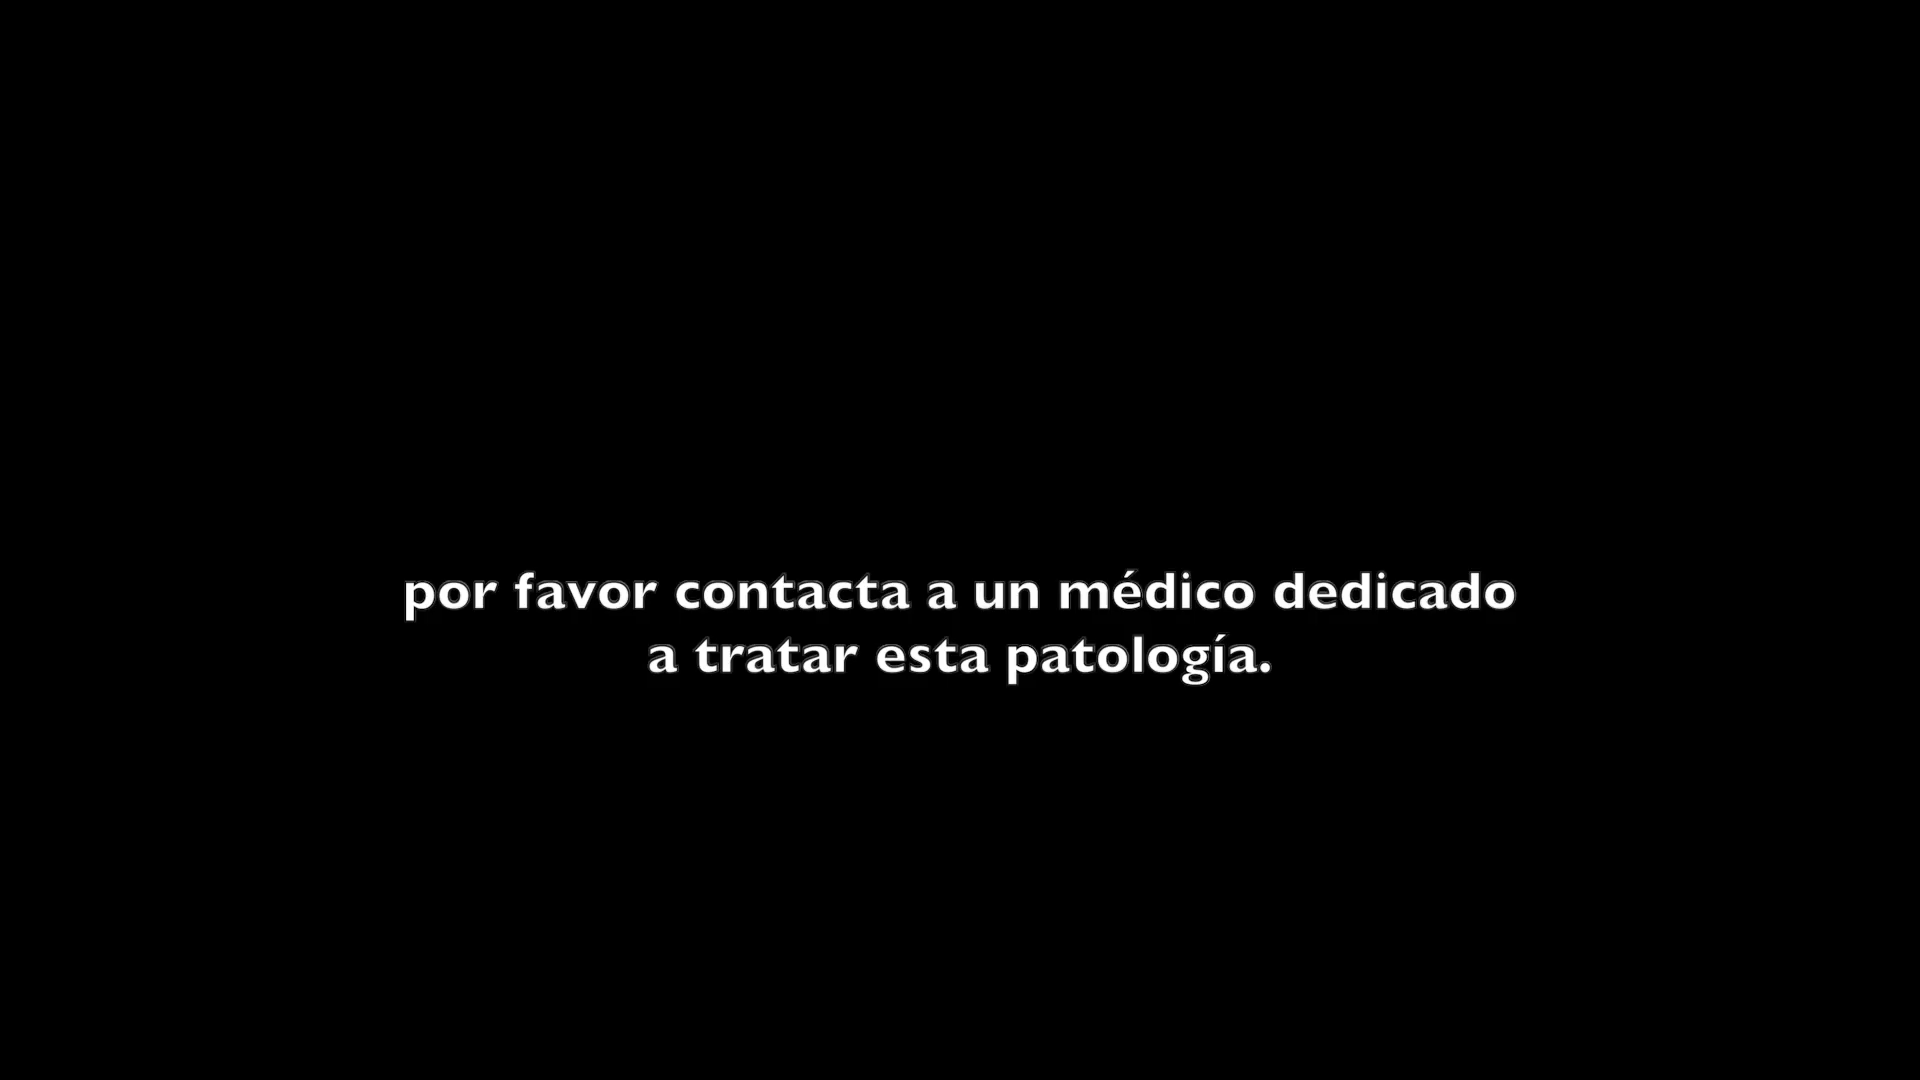 por favor contacta a un médico dedicado
a tratar esta patología.